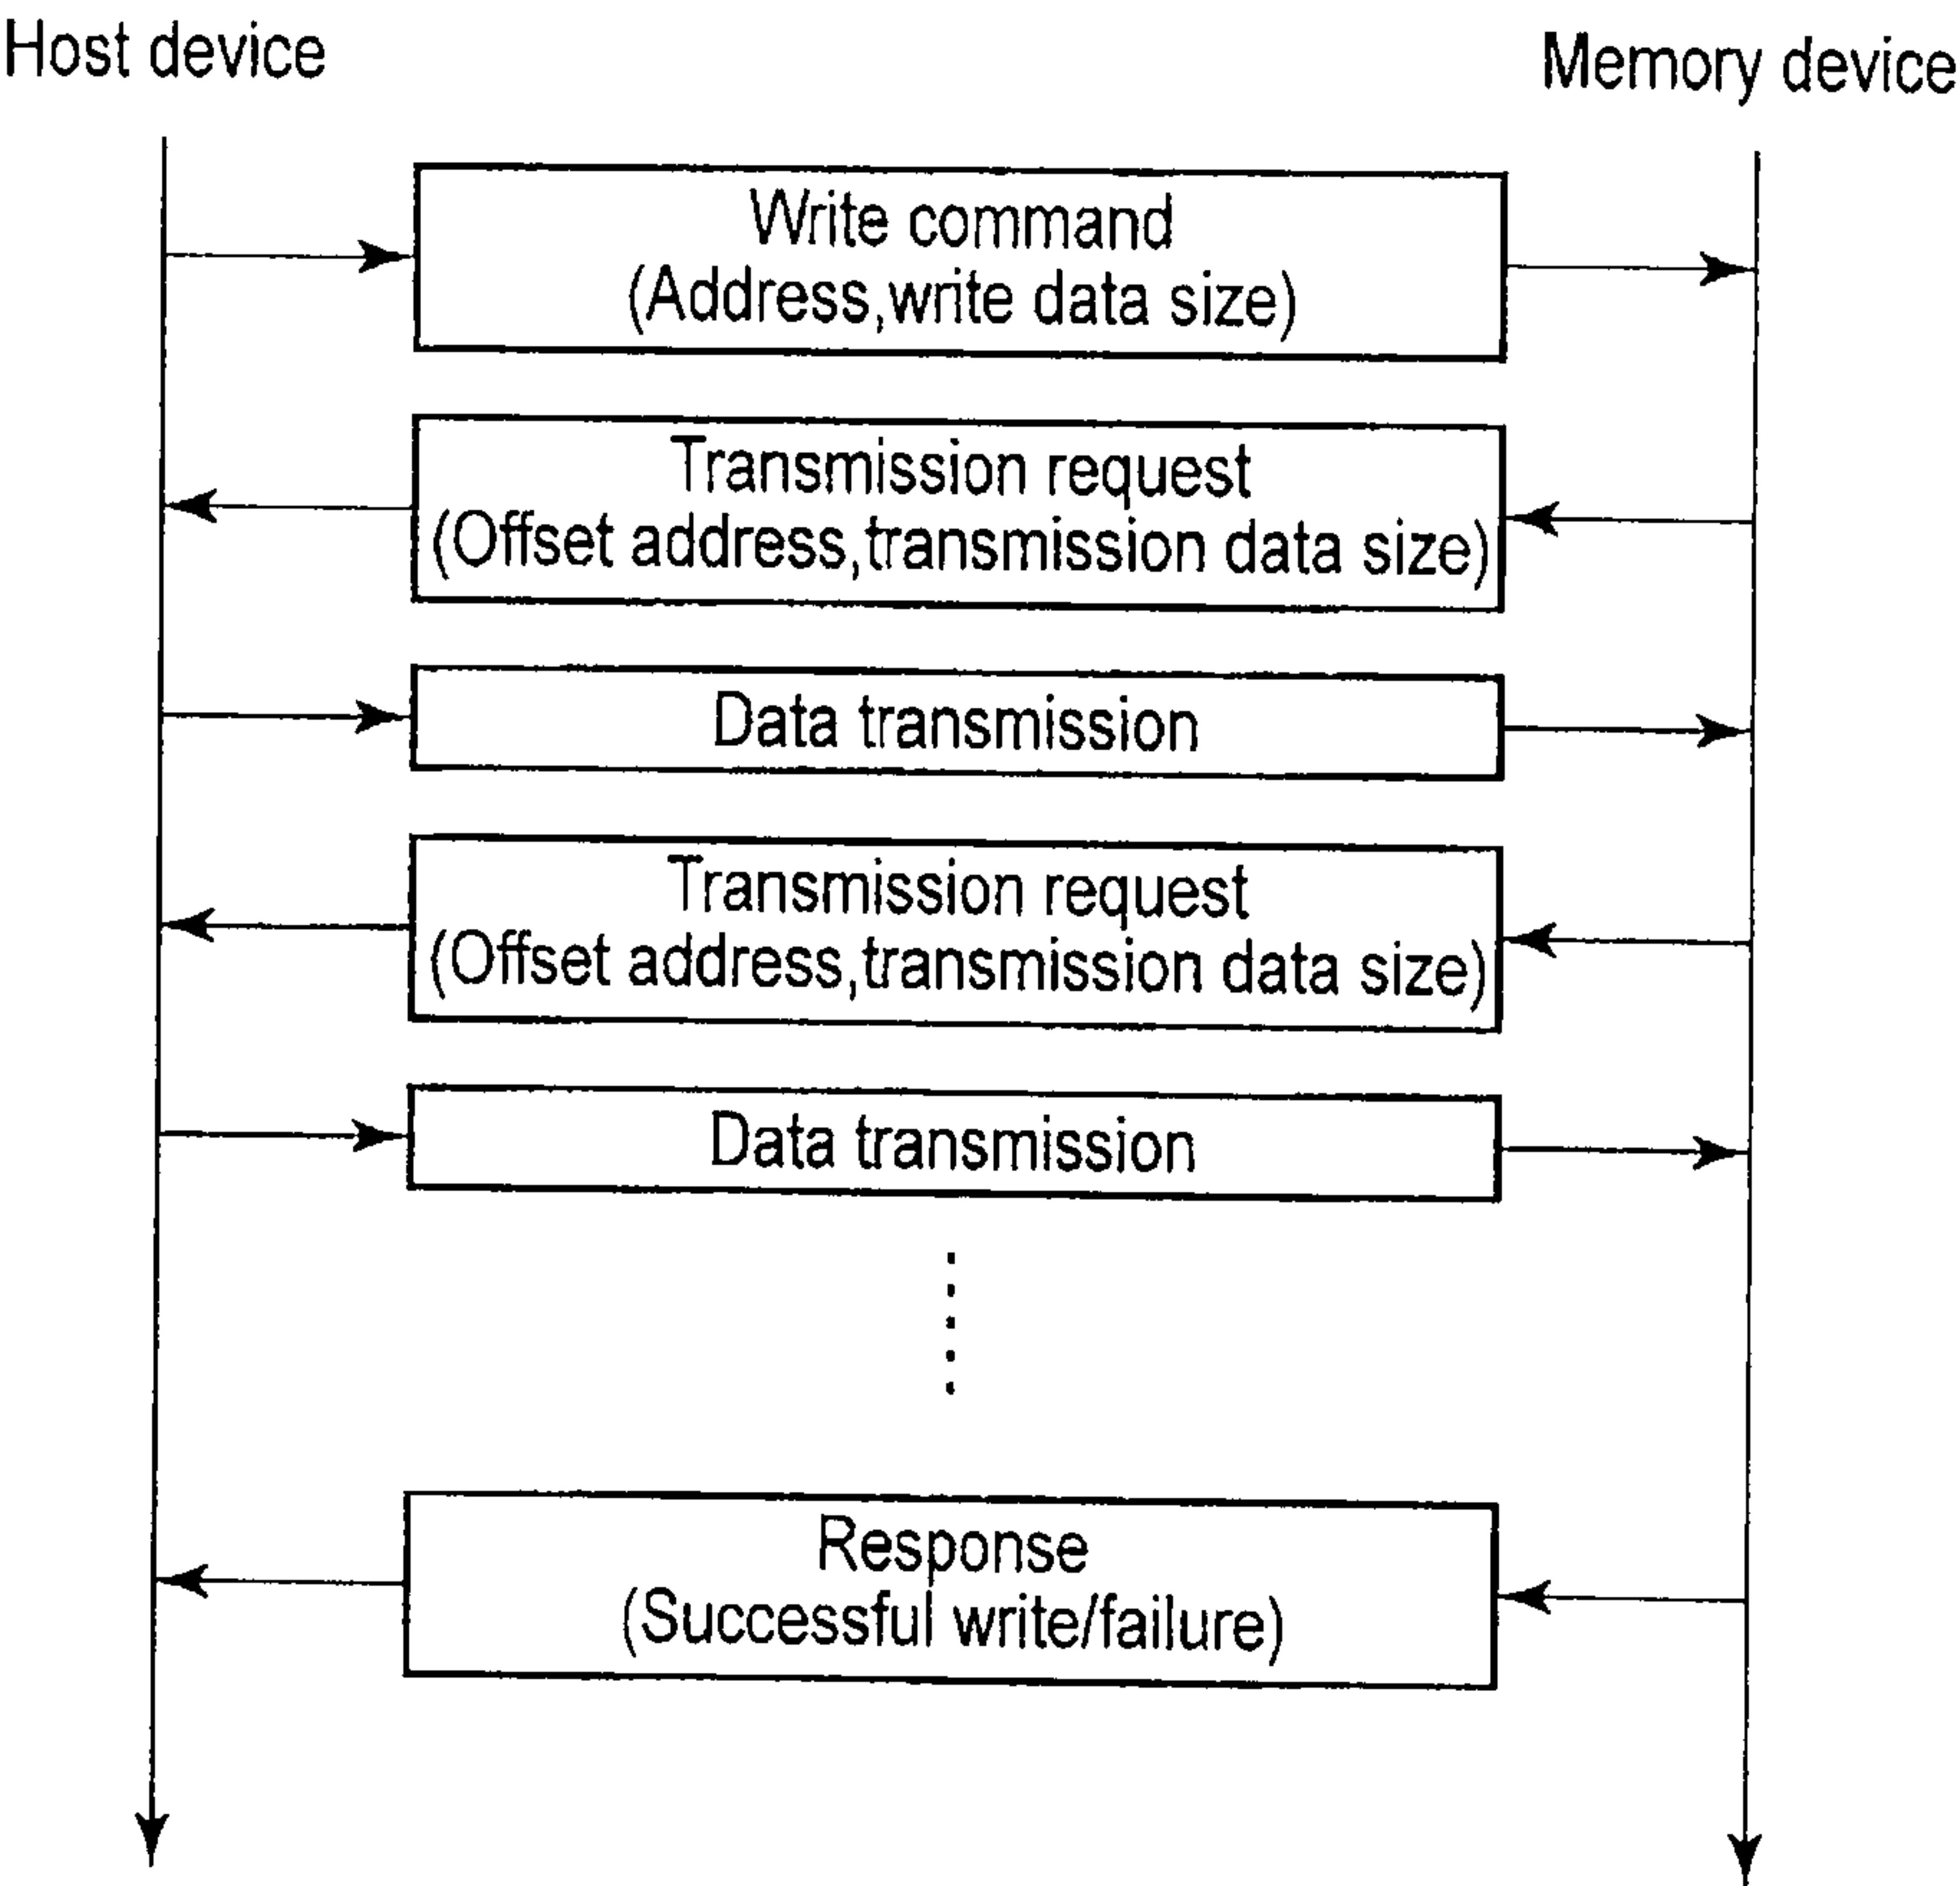 Host device
Memory device
Write command
(Address,write data size)
Transmission request
(Offset address,transmission data size)
Data transmission
Transmission request
(Offset address,transmission data size)
Data transmission
Response
(Successful write/failure)